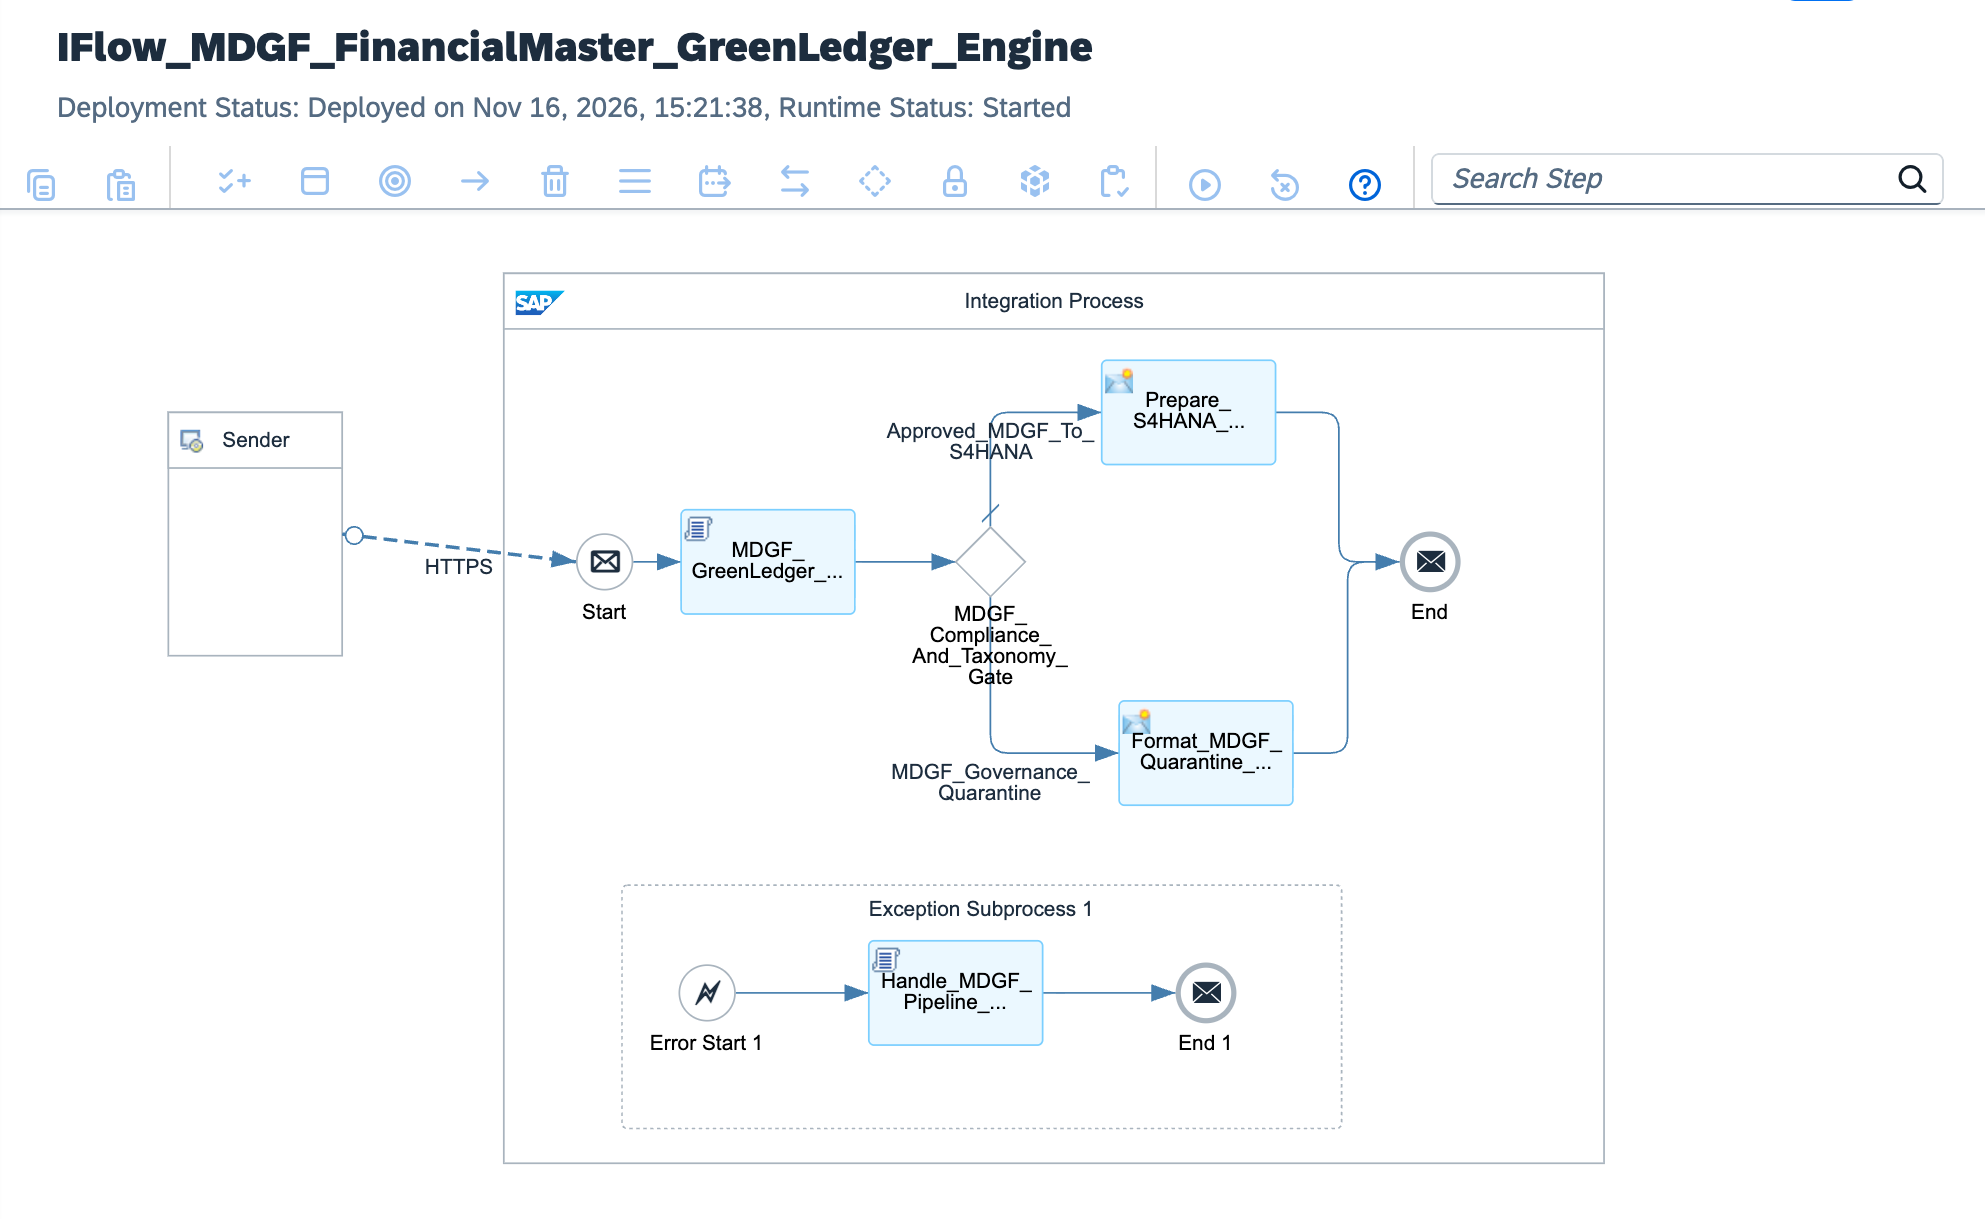 IFlow_MDGF_FinancialMaster_GreenLedger_Engine
Deployment Status: Deployed on Nov 16, 2026, 15:21:38, Runtime Status: Started
Search Step
SAP
Integration Process
Sender
HTTPS
Start
MDGF_
GreenLedger_...
Approved_MDGF_To_
S4HANA
Prepare_
S4HANA_...
MDGF_
Compliance_
And_Taxonomy_
Gate
MDGF_Governance_
Quarantine
Format_MDGF_
Quarantine_...
End
Exception Subprocess 1
Error Start 1
Handle_MDGF_
Pipeline_...
End 1